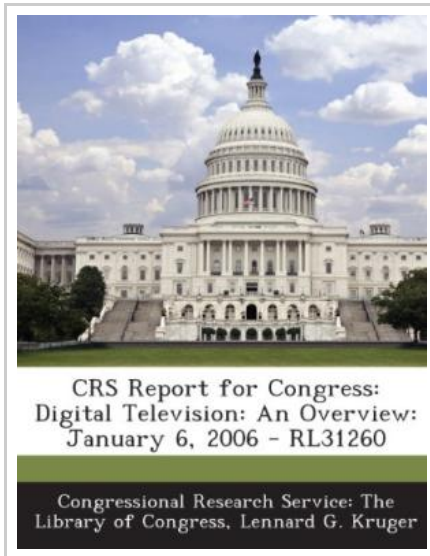 CRS Report for Congress:
Digital Television: An Overview:
January 6, 2006 - RL31260
Congressional Research Service: The
Library of Congress, Lennard G. Kruger